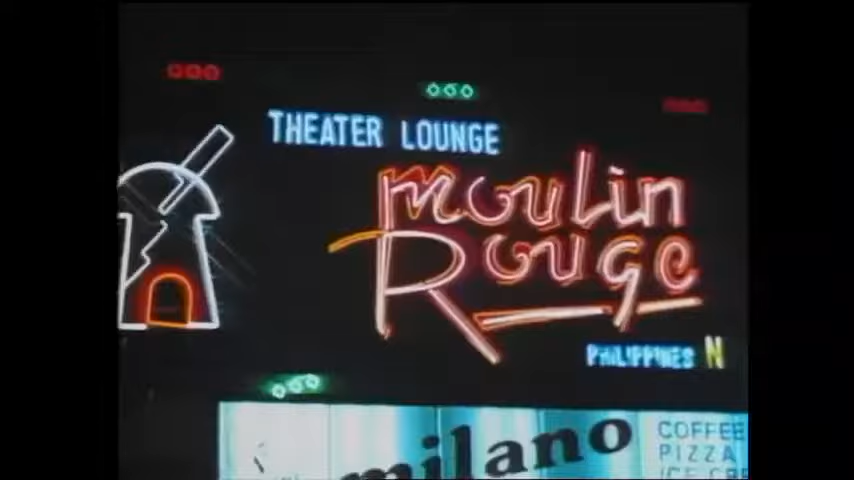 THEATER LOUNGE
moulin
Rouge
PHILIPPINES N
milano
COFFEE
PIZZA